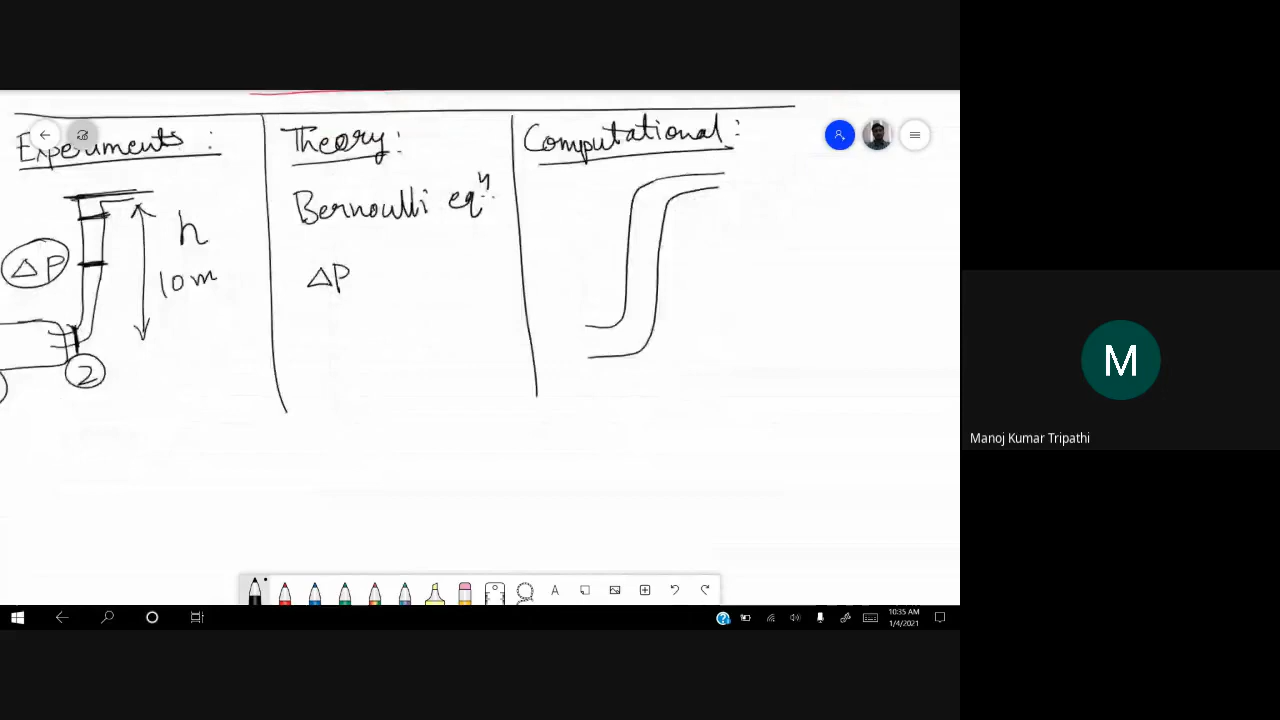 Experiments :
Theory :
Computational :
h
10 m
ΔP
2
Bernoulli eqⁿ.
ΔP
M
Manoj Kumar Tripathi
A
10:35 AM
1/4/2021